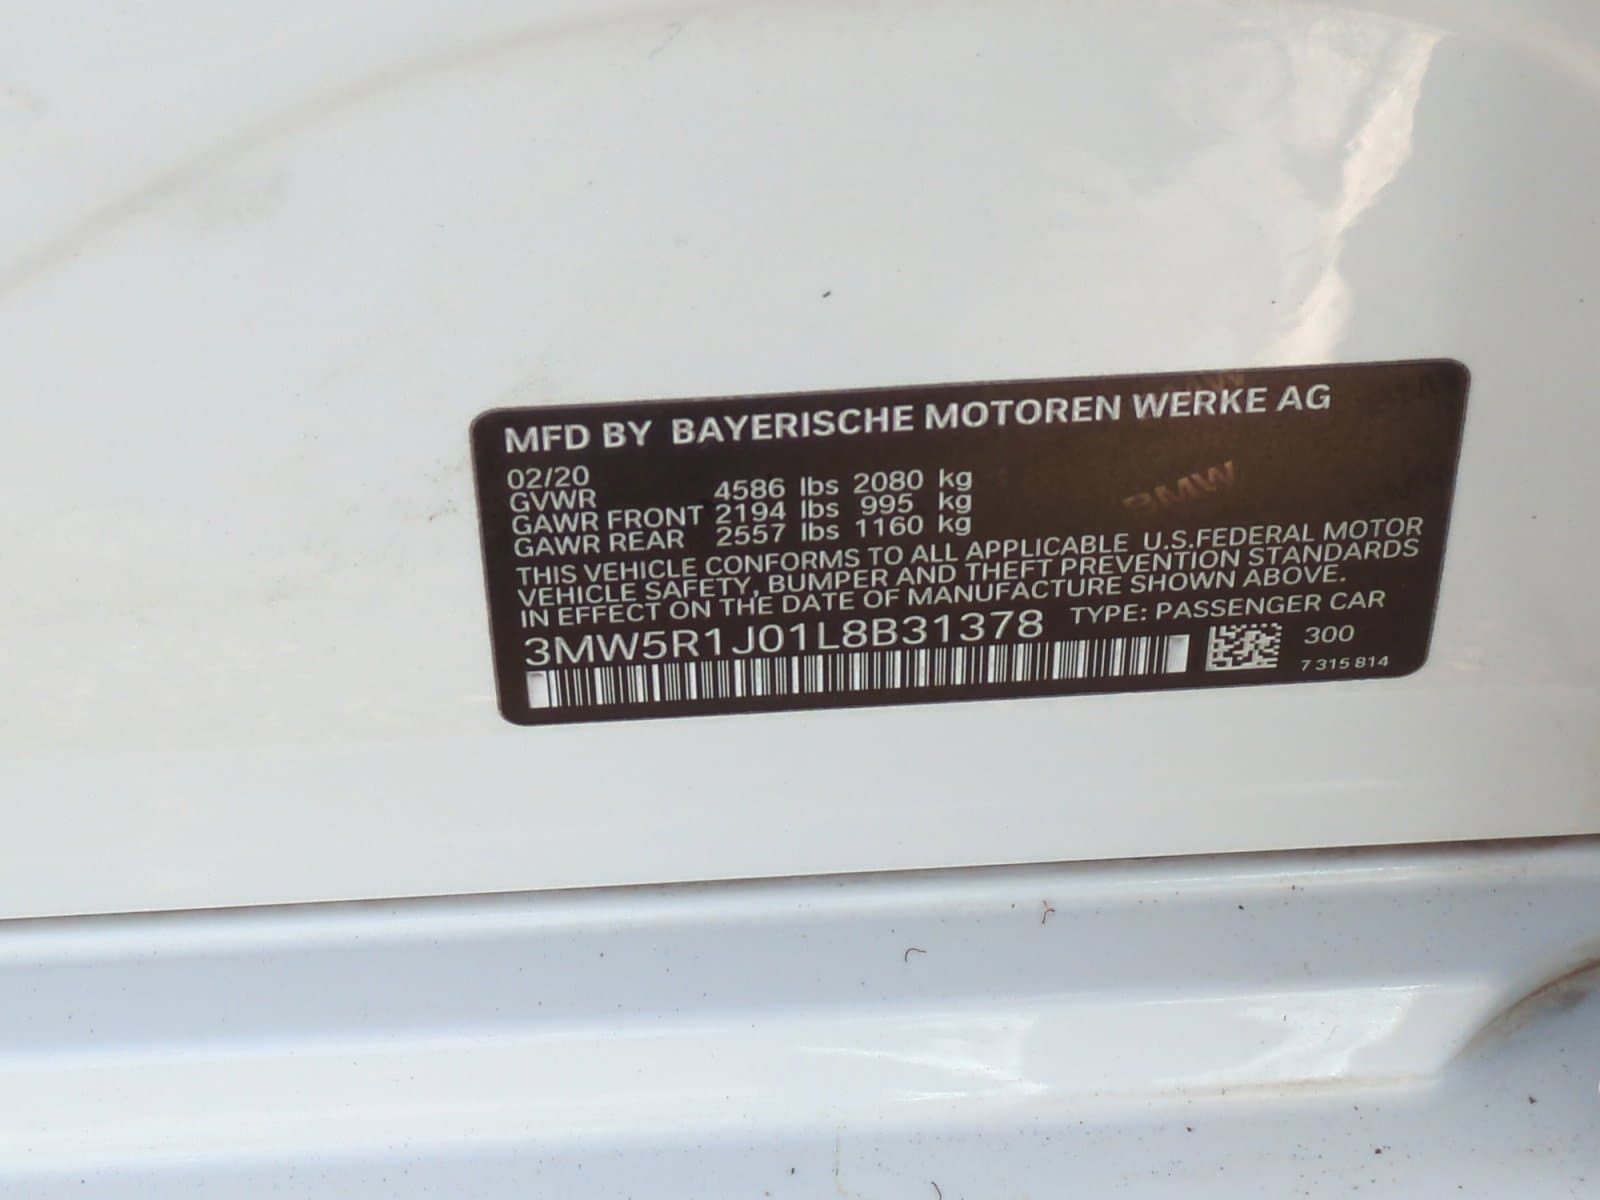 MFD BY BAYERISCHE MOTOREN WERKE AG
BMW
02/20
GVWR 4586 lbs 2080 kg
GAWR FRONT 2194 lbs 995 kg
GAWR REAR 2557 lbs 1160 kg
THIS VEHICLE CONFORMS TO ALL APPLICABLE U.S.FEDERAL MOTOR
VEHICLE SAFETY, BUMPER AND THEFT PREVENTION STANDARDS
IN EFFECT ON THE DATE OF MANUFACTURE SHOWN ABOVE.
3MW5R1J01L8B31378 TYPE: PASSENGER CAR
300
7 315 814